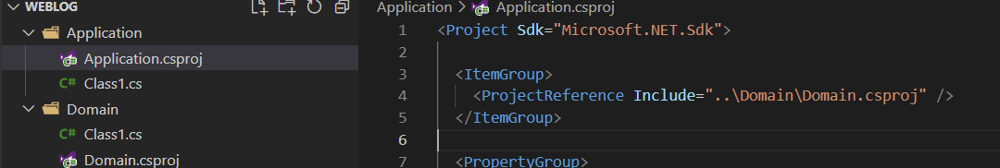 WEBLOG
Application
Application.csproj
Class1.cs
Domain
Class1.cs
Domain.csproj
Application > Application.csproj
1 <Project Sdk="Microsoft.NET.Sdk">
2
3 <ItemGroup>
4 <ProjectReference Include="..\Domain\Domain.csproj" />
5 </ItemGroup>
6
7 <PropertyGroup>